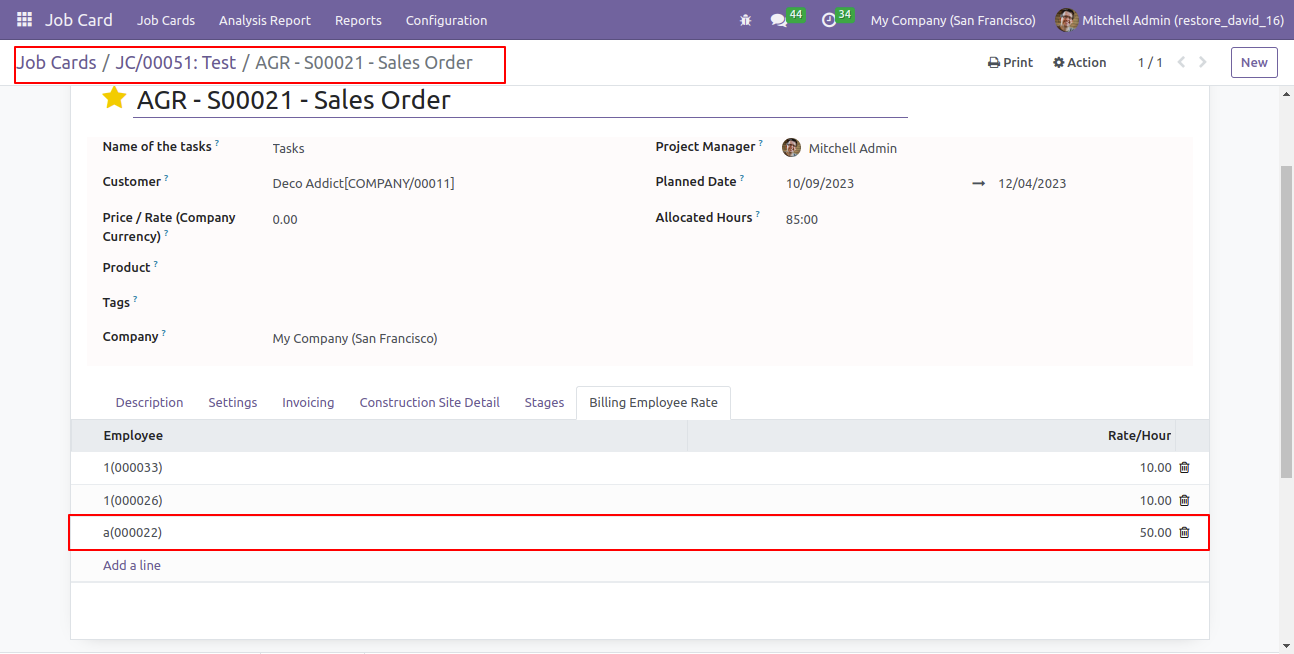 Job Card Job Cards Analysis Report Reports Configuration 44 34 My Company (San Francisco) Mitchell Admin (restore_david_16)
Job Cards / JC/00051: Test / AGR - S00021 - Sales Order Print Action 1 / 1 New
AGR - S00021 - Sales Order
Name of the tasks ? Tasks Project Manager ? Mitchell Admin
Customer ? Deco Addict[COMPANY/00011] Planned Date ? 10/09/2023 → 12/04/2023
Price / Rate (Company Currency) ? 0.00 Allocated Hours ? 85:00
Product ?
Tags ?
Company ? My Company (San Francisco)
Description Settings Invoicing Construction Site Detail Stages Billing Employee Rate
Employee Rate/Hour
1(000033) 10.00
1(000026) 10.00
a(000022) 50.00
Add a line